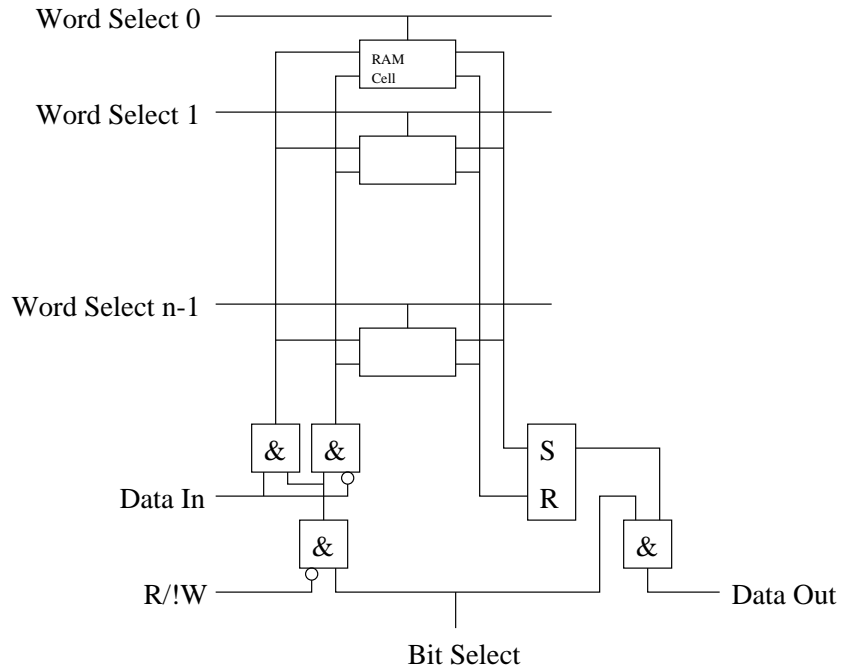 Word Select 0
RAM
Cell
Word Select 1
Word Select n-1
& &
S
R
Data In
& &
R/!W
Data Out
Bit Select